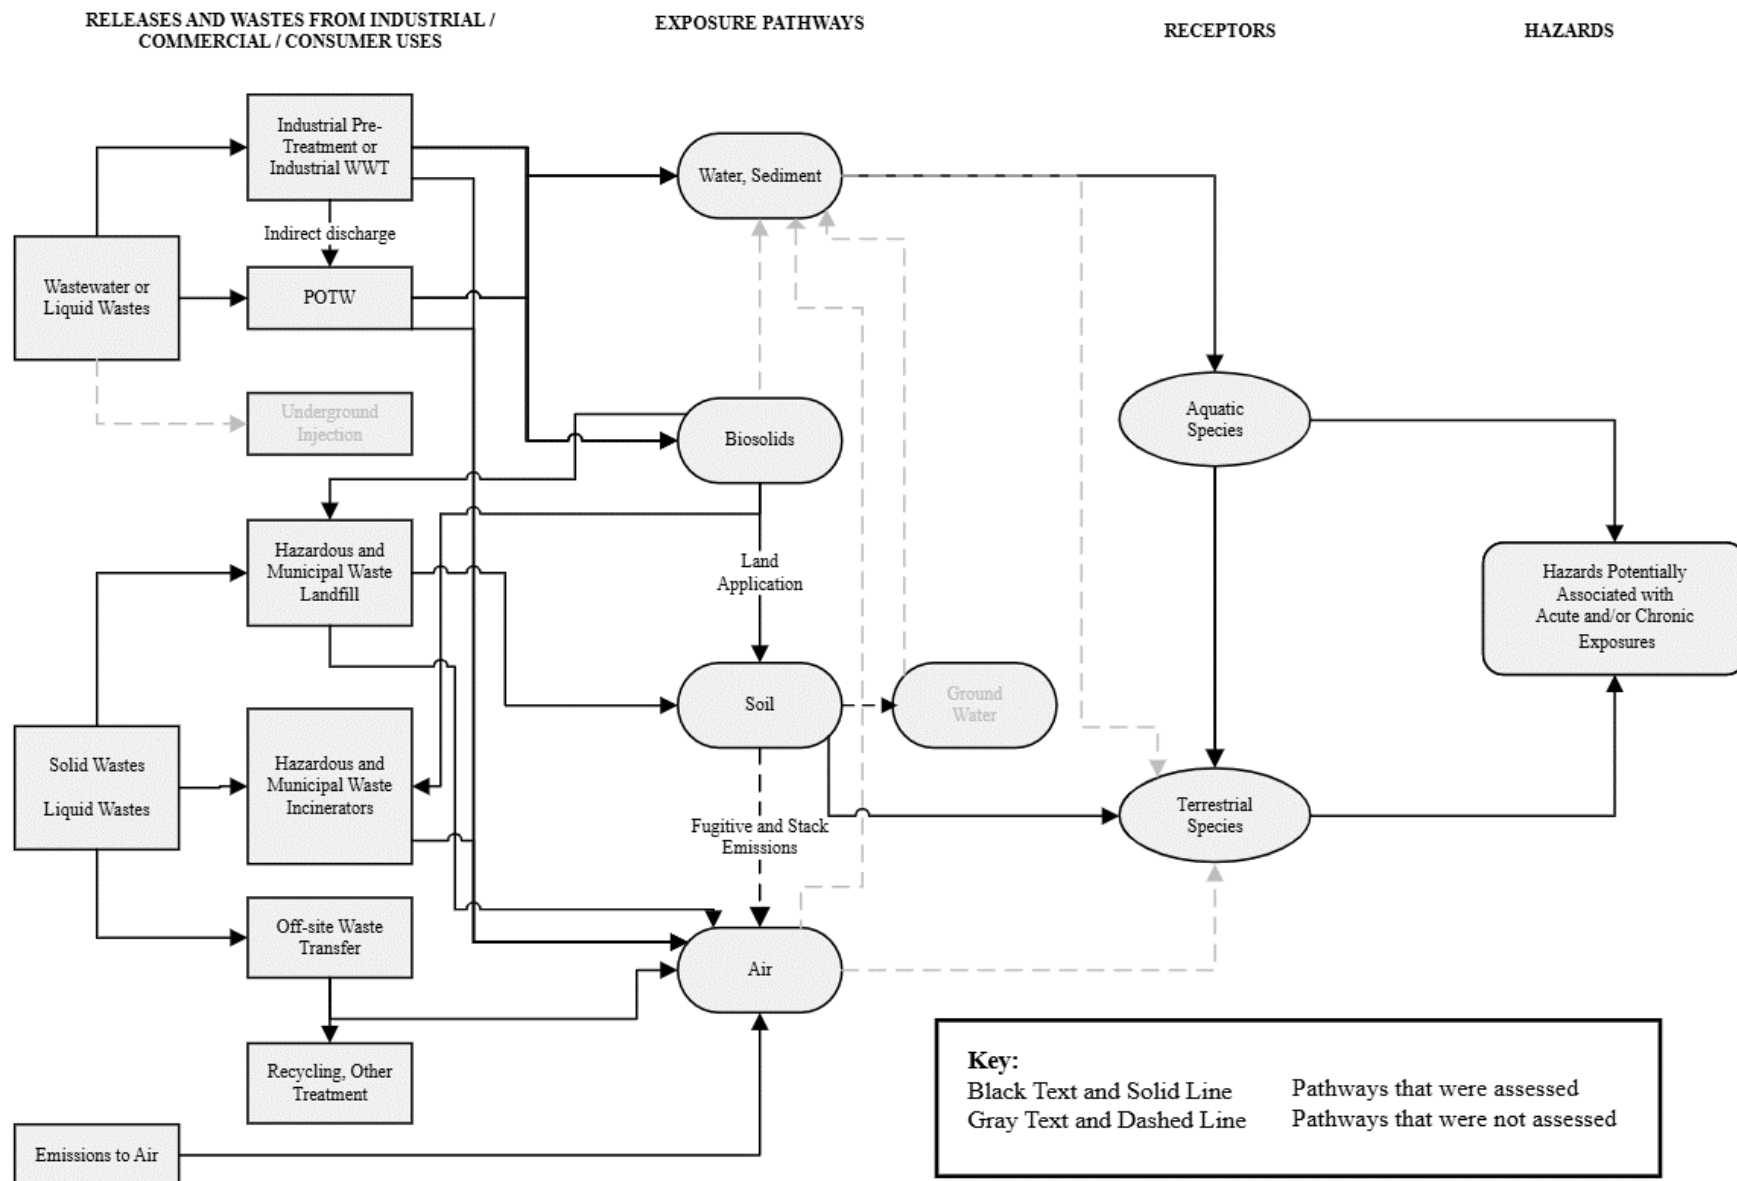 RELEASES AND WASTES FROM INDUSTRIAL /
COMMERCIAL / CONSUMER USES
EXPOSURE PATHWAYS
RECEPTORS
HAZARDS
Industrial Pre-
Treatment or
Industrial WWT
Water, Sediment
Indirect discharge
Wastewater or
Liquid Wastes
POTW
Underground
Injection
Biosolids
Aquatic
Species
Hazardous and
Municipal Waste
Landfill
Land
Application
Hazards Potentially
Associated with
Acute and/or Chronic
Exposures
Soil
Ground
Water
Solid Wastes
Liquid Wastes
Hazardous and
Municipal Waste
Incinerators
Fugitive and Stack
Emissions
Terrestrial
Species
Off-site Waste
Transfer
Air
Recycling, Other
Treatment
Emissions to Air
Key:
Black Text and Solid Line Pathways that were assessed
Gray Text and Dashed Line Pathways that were not assessed